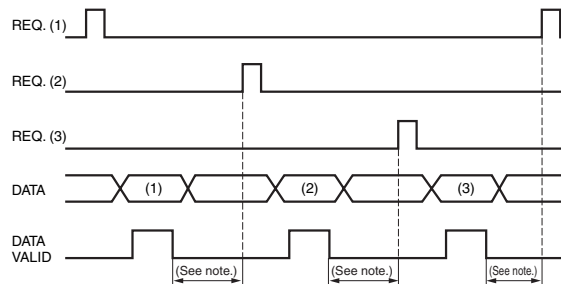 REQ. (1)
REQ. (2)
REQ. (3)
DATA
(1)
(2)
(3)
DATA
VALID
(See note.)
(See note.)
(See note.)